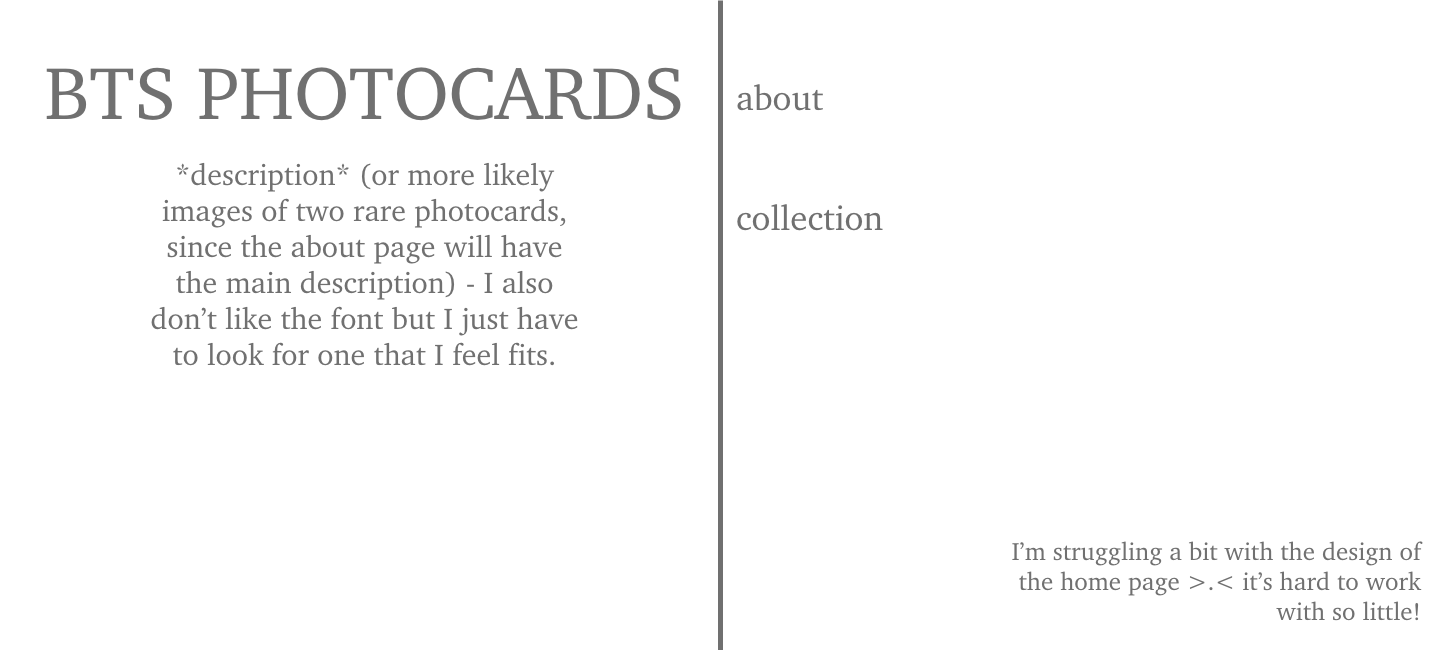 BTS PHOTOCARDS
*description* (or more likely
images of two rare photocards,
since the about page will have
the main description) - I also
don’t like the font but I just have
to look for one that I feel fits.
about
collection
I’m struggling a bit with the design of
the home page >.< it’s hard to work
with so little!